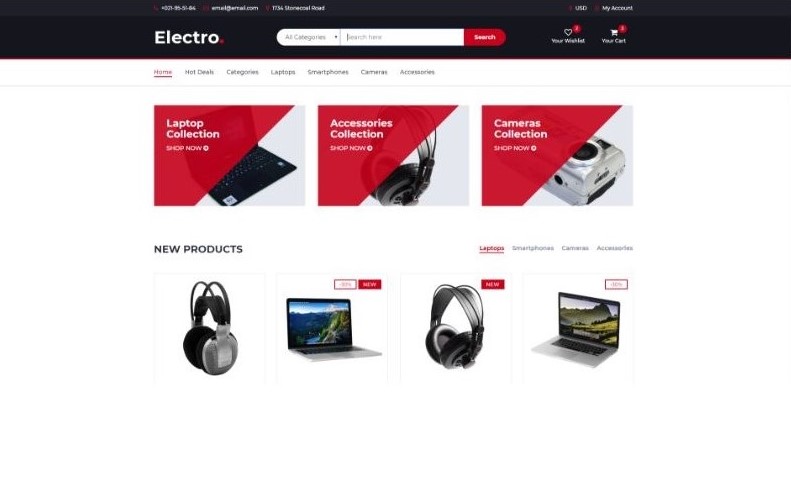 +021-95-51-84 email@email.com 1734 Stonecoal Road USD My Account
Electro. All Categories Search here Search
2 3
Your Wishlist Your Cart
Home Hot Deals Categories Laptops Smartphones Cameras Accessories
Laptop
Collection
SHOP NOW
Accessories
Collection
SHOP NOW
Cameras
Collection
SHOP NOW
NEW PRODUCTS Laptops Smartphones Cameras Accessories
-30% NEW
NEW
-30%